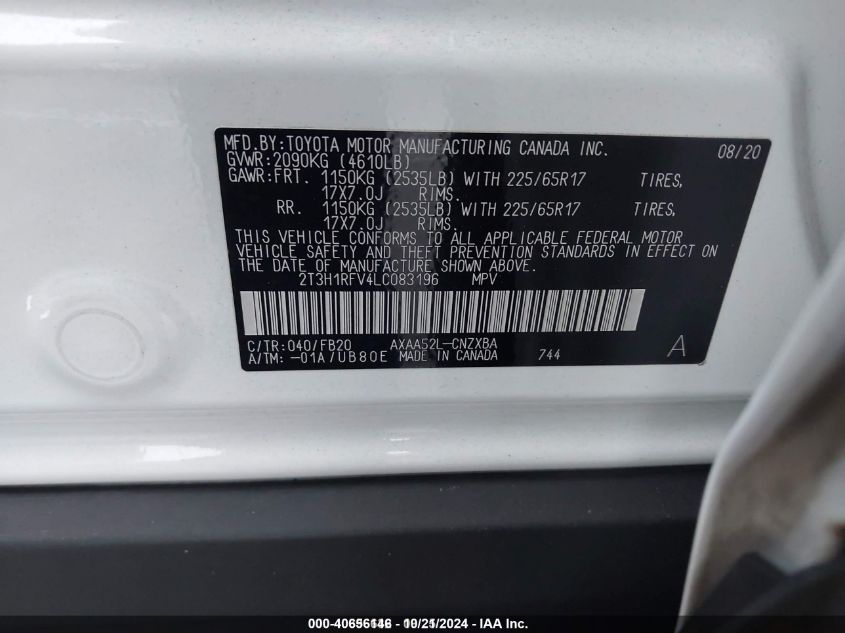 MFD.BY:TOYOTA MOTOR MANUFACTURING CANADA INC. 08/20
GVWR:2090KG (4610LB)
GAWR:FRT. 1150KG (2535LB) WITH 225/65R17 TIRES,
17X7.0J RIMS.
RR. 1150KG (2535LB) WITH 225/65R17 TIRES,
17X7.0J RIMS.
THIS VEHICLE CONFORMS TO ALL APPLICABLE FEDERAL MOTOR
VEHICLE SAFETY AND THEFT PREVENTION STANDARDS IN EFFECT ON
THE DATE OF MANUFACTURE SHOWN ABOVE.
2T3H1RFV4LC083196 MPV
C/TR:040/FB20 AXAA52L-CNZXBA A
A/TM:-01A/UB80E MADE IN CANADA 744
IAA Inc.